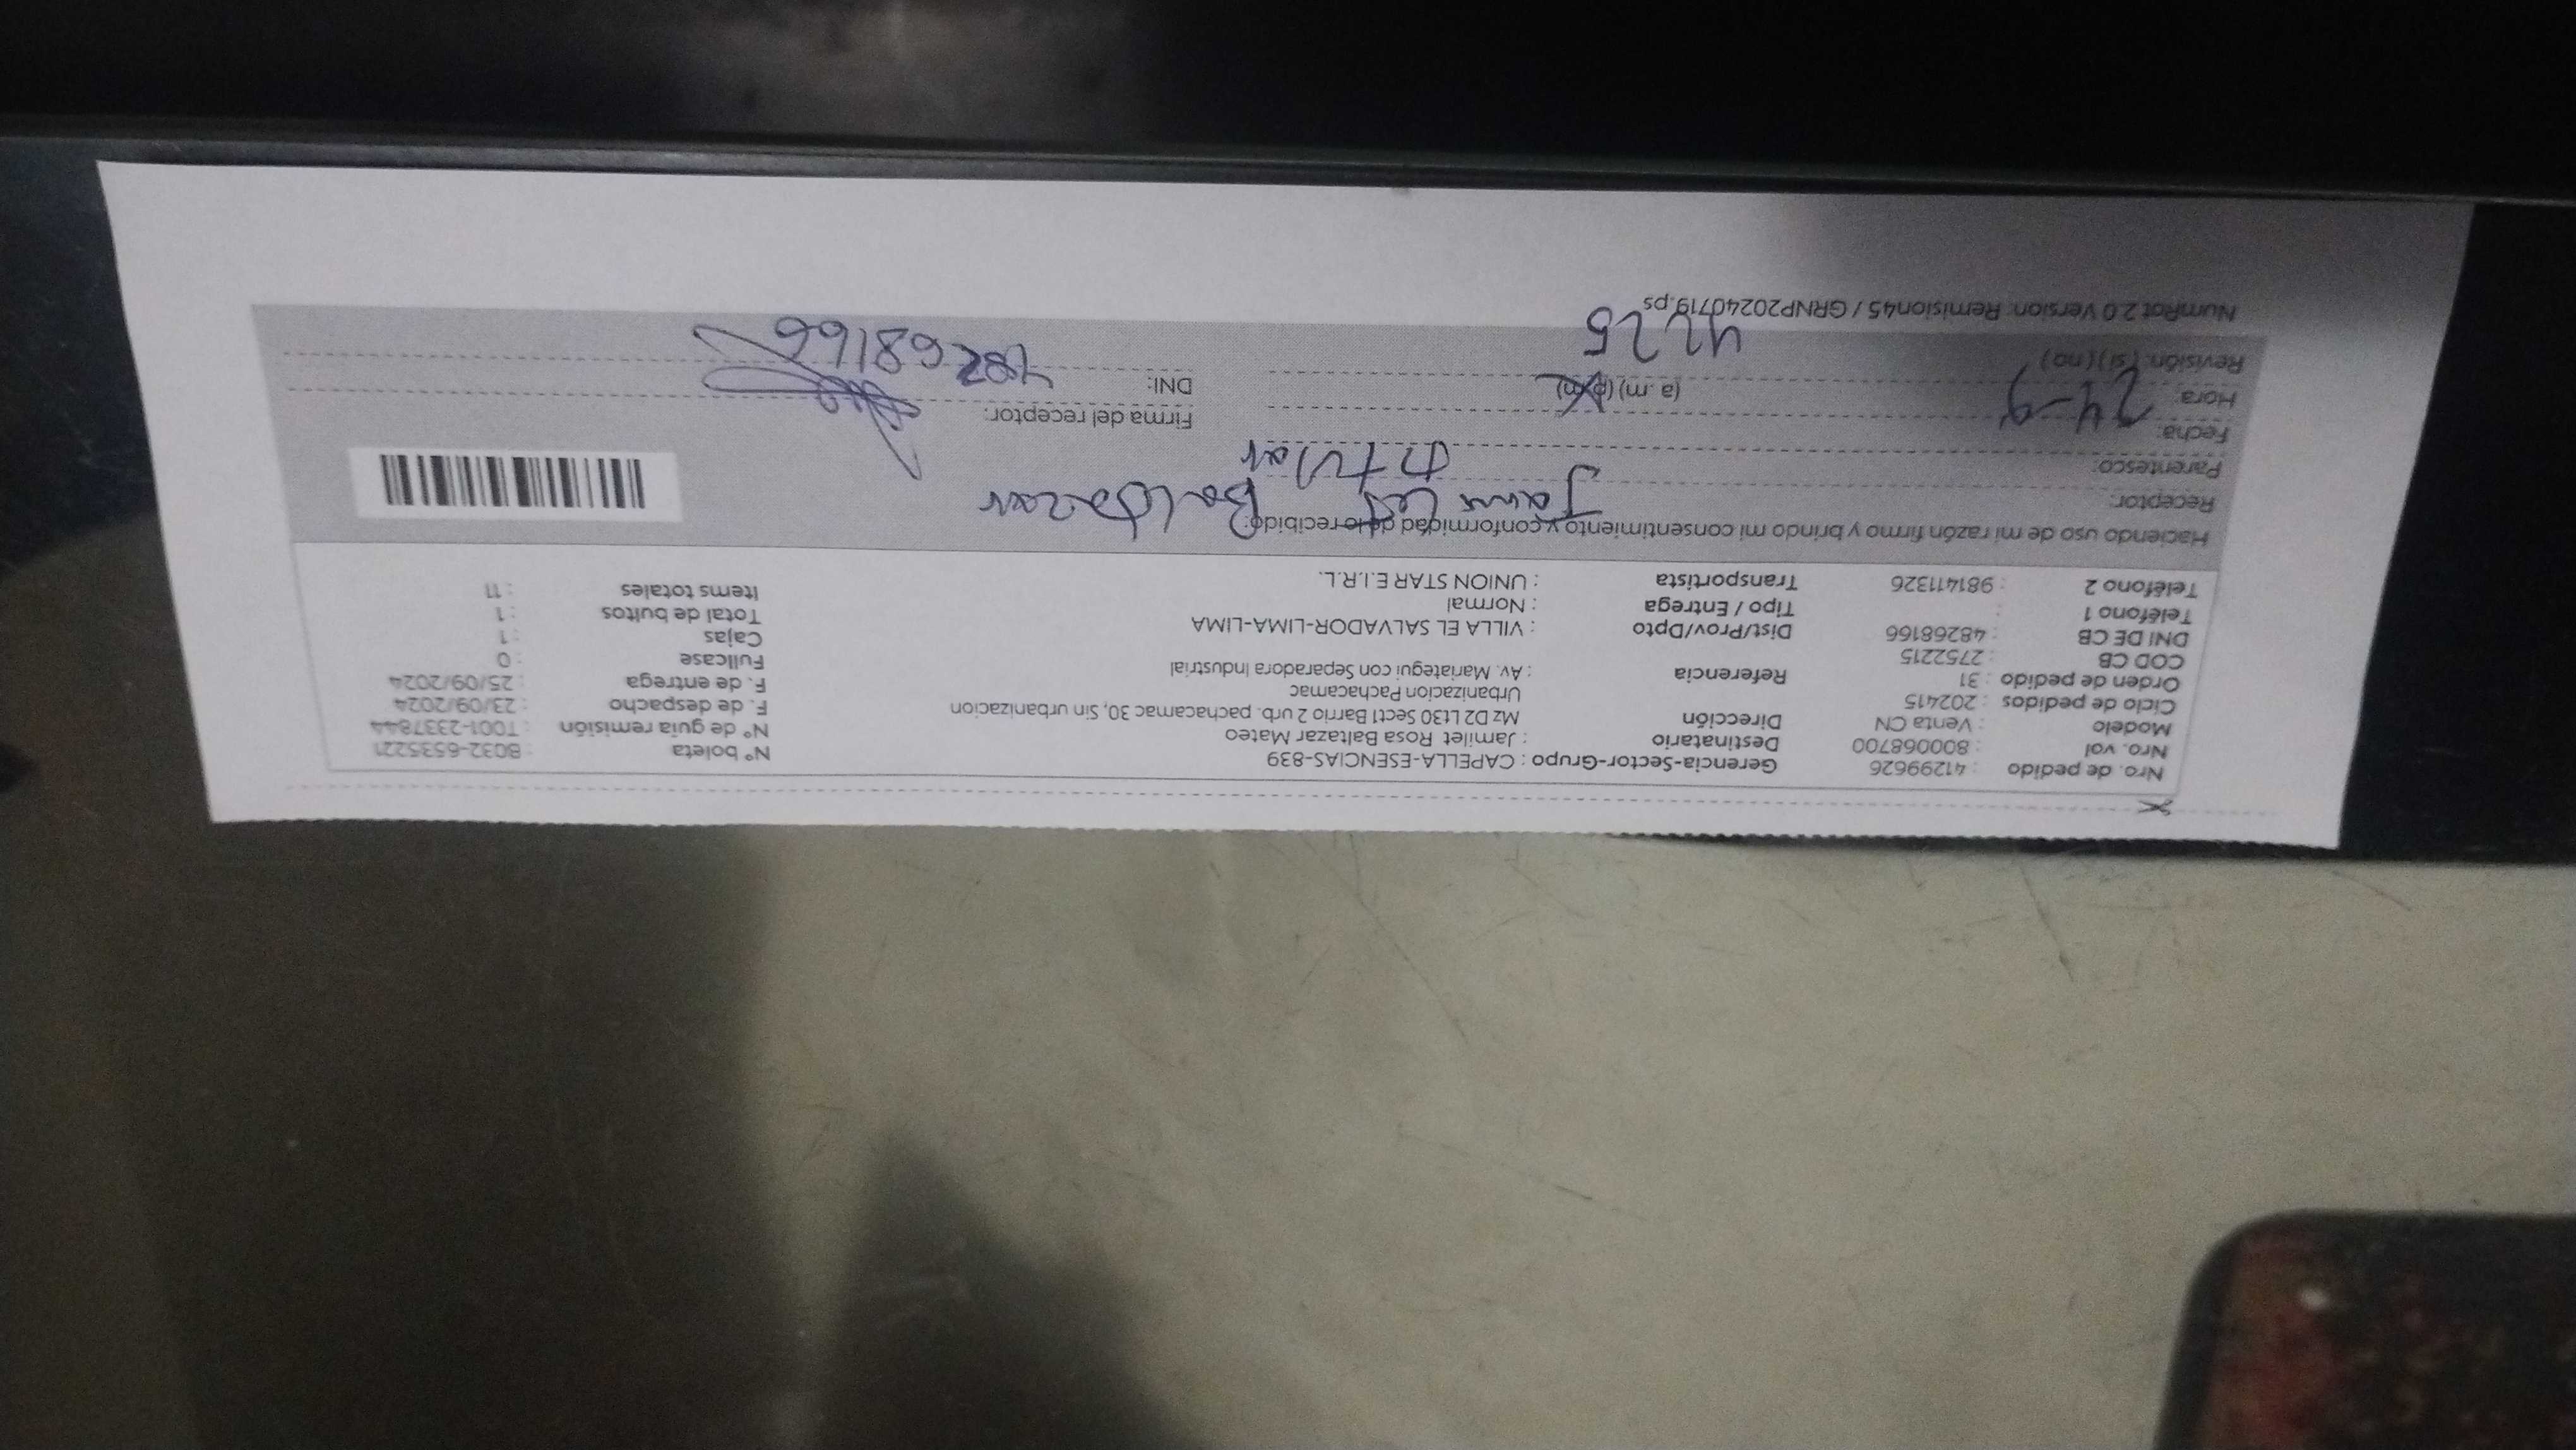 Nro. de pedido : 41299626
Nro. vol : 800068700
Modelo : Venta CN
Ciclo de pedidos : 202415
Orden de pedido : 31
COD CB : 2752215
DNI DE CB : 48268166
Teléfono 1 :
Teléfono 2 : 981411326
Gerencia-Sector-Grupo : CAPELLA-ESENCIAS-839
Destinatario : Jamilet Rosa Baltazar Mateo
Dirección Mz D2 Lt30 Sect1 Barrio 2 urb. pachacamac 30, Sin urbanizacion
Urbanizacion Pachacamac
Referencia : Av. Mariategui con Separadora Industrial
Dist/Prov/Dpto : VILLA EL SALVADOR-LIMA-LIMA
Tipo / Entrega : Normal
Transportista : UNION STAR E.I.R.L.
N° boleta : B032-6535221
N° de guia remisión : T001-2337844
F. de despacho : 23/09/2024
F. de entrega : 25/09/2024
Fullcase : 0
Cajas : 1
Total de bultos : 1
Items totales : 11
Haciendo uso de mi razón firmo y brindo mi consentimiento y conformidad de lo recibido:
Receptor: Jamilet Baltazar
Parentesco: titular
Fecha: 24-9
Hora: (a.m) (p.m) 4 25
Revisión: ( si ) ( no )
Firma del receptor:
DNI: 48268166
NumRot 2.0 Version: Remision45 / GRNP20240719.ps